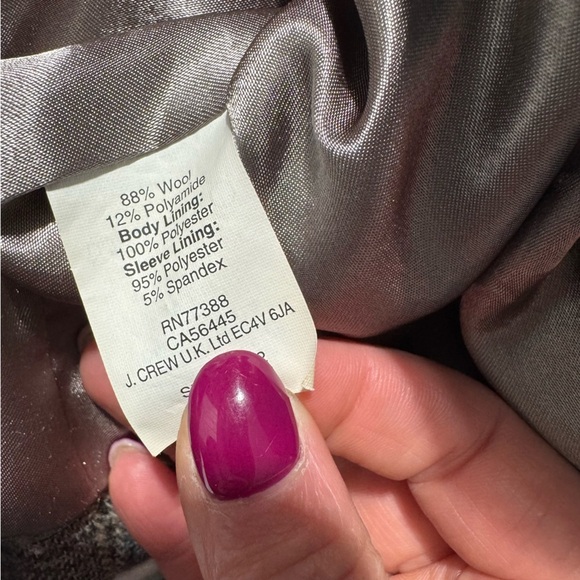 88% Wool
12% Polyamide
Body Lining:
100% Polyester
Sleeve Lining:
95% Polyester
5% Spandex
RN77388
CA56445
J. CREW U.K. Ltd EC4V 6JA